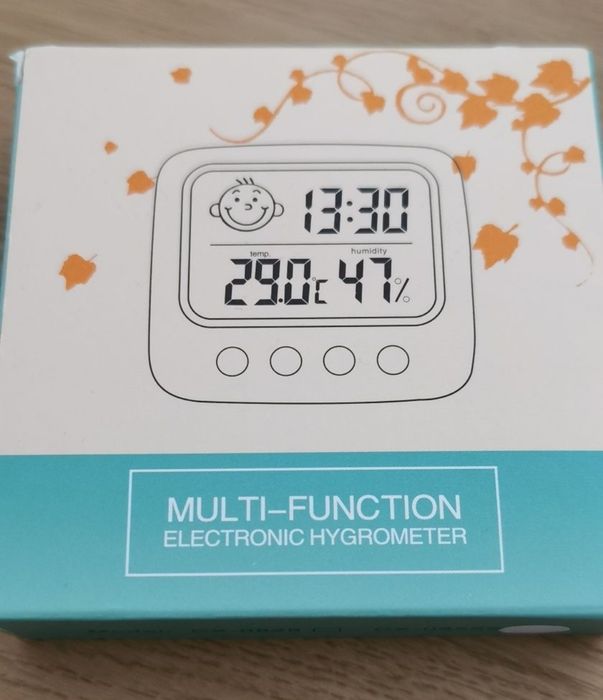 13:30
temp. humidity
29.0℃ 47%
MULTI-FUNCTION
ELECTRONIC HYGROMETER